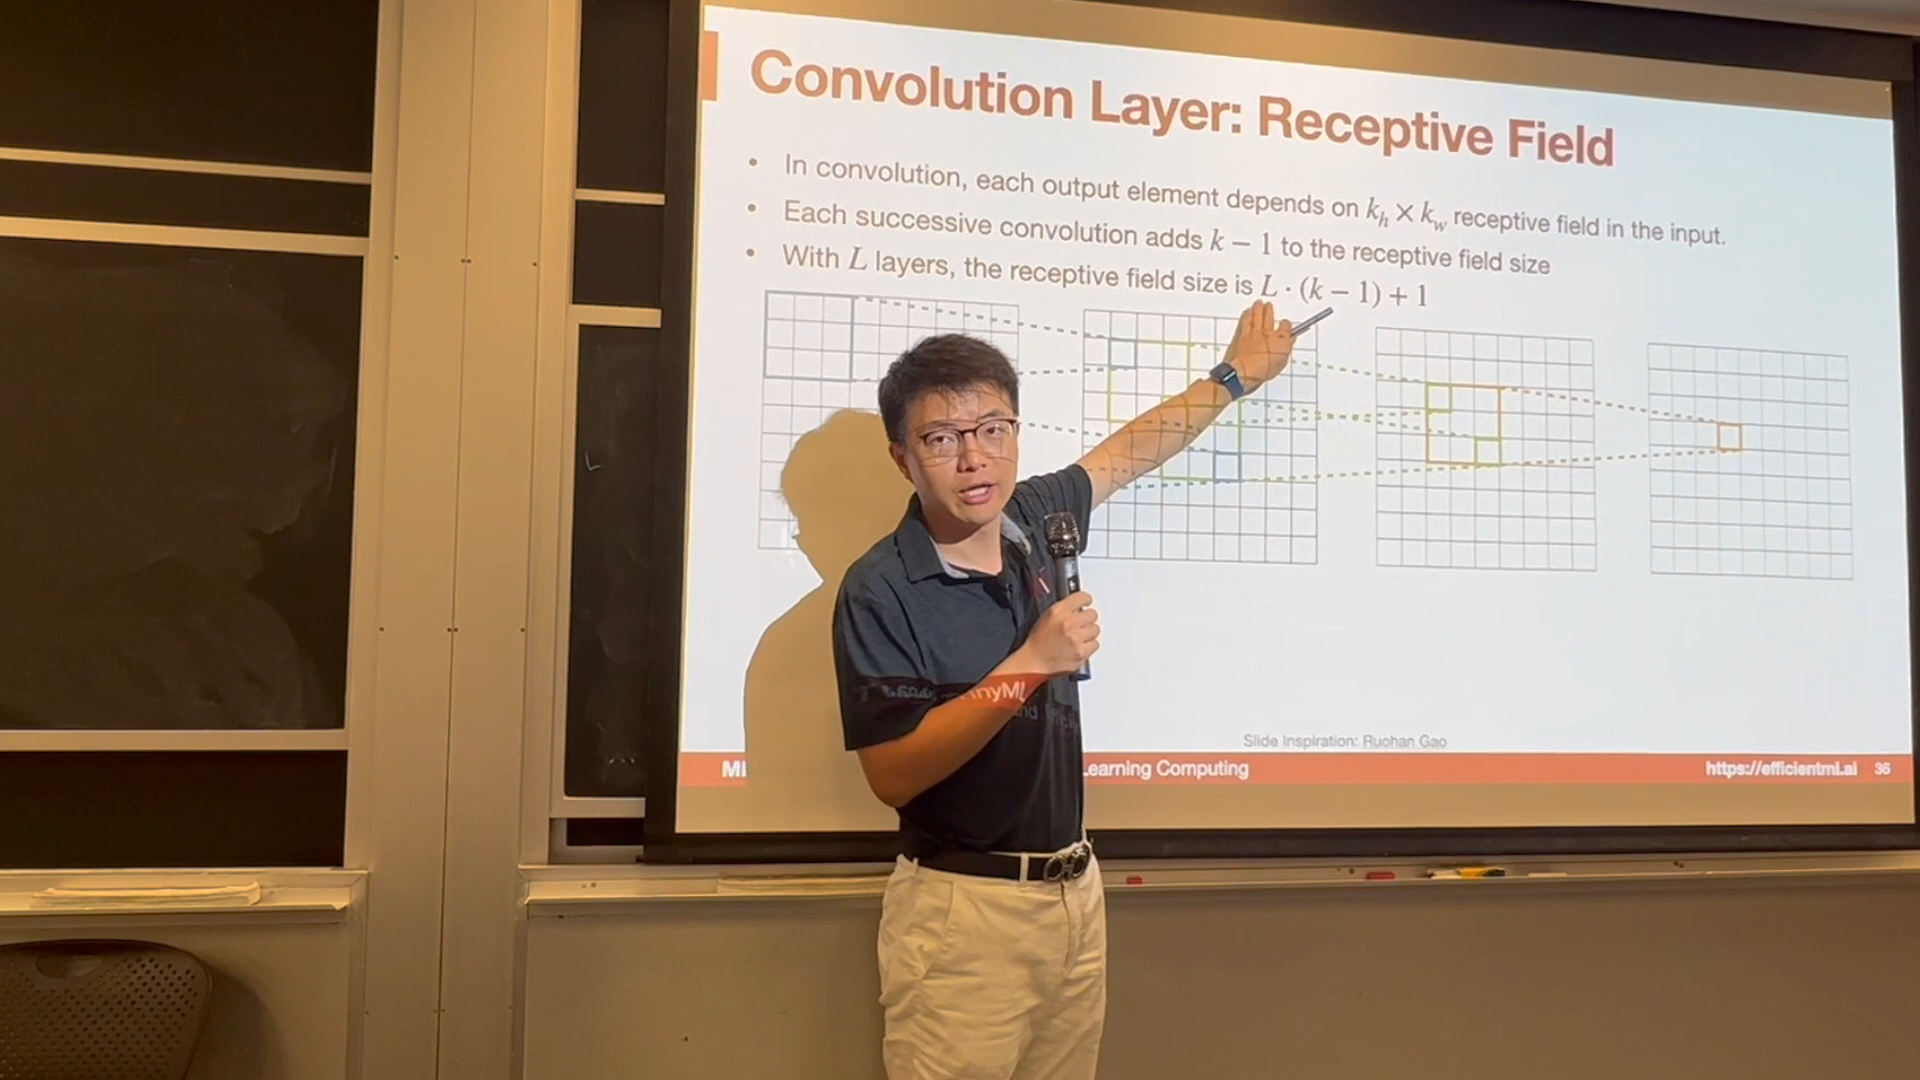 Convolution Layer: Receptive Field
• In convolution, each output element depends on kₕ × k_w receptive field in the input.
• Each successive convolution adds k − 1 to the receptive field size
• With L layers, the receptive field size is L · (k − 1) + 1
Slide Inspiration: Ruohan Gao
Learning Computing
https://efficientml.ai 36